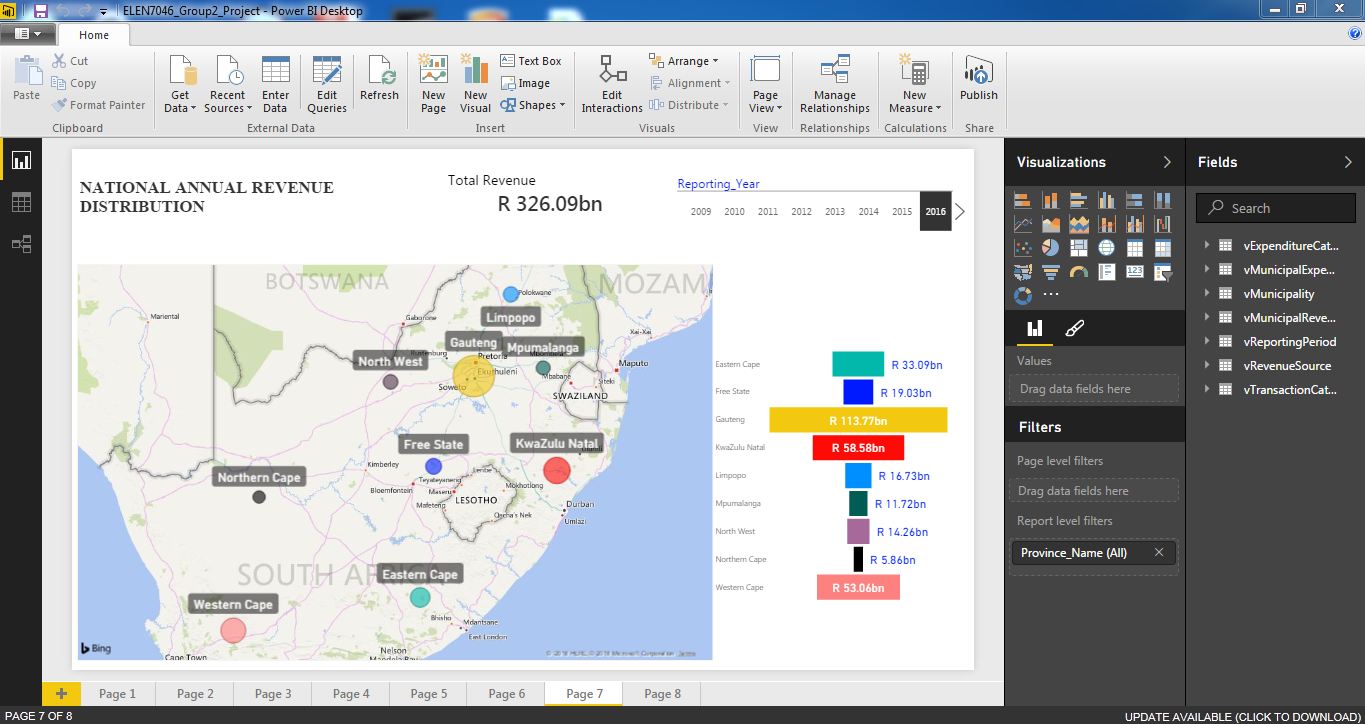 ELEN7046_Group2_Project - Power BI Desktop
Home
Paste
Cut
Copy
Format Painter
Clipboard
Get Data
Recent Sources
Enter Data
Edit Queries
Refresh
External Data
New Page
New Visual
Text Box
Image
Shapes
Insert
Edit Interactions
Arrange
Alignment
Distribute
Visuals
Page View
View
Manage Relationships
Relationships
New Measure
Calculations
Publish
Share
NATIONAL ANNUAL REVENUE
DISTRIBUTION
Total Revenue
R 326.09bn
Reporting_Year
2009 2010 2011 2012 2013 2014 2015 2016
BOTSWANA
MOZAM
Mariental
Polokwane
Limpopo
Gaborone
Xai-Xai
Gauteng
Mpumalanga
Rustenburg
Pretoria
North West
Maputo
Ekurhuleni
Mbabane
Siteki
Soweto
SWAZILAND
Free State
KwaZulu Natal
Kimberley
Teyateyaneng
Northern Cape
Bloemfontein
Maseru
Mokhotlong
LESOTHO
Mafeteng
Qacha's Nek
Durban
Umlazi
SOUTH AFRICA
Eastern Cape
Western Cape
Bhisho
Mdantsane
East London
Bing
Cape Town
Nelson
Mandela Bay
Eastern Cape R 33.09bn
Free State R 19.03bn
Gauteng R 113.77bn
KwaZulu Natal R 58.58bn
Limpopo R 16.73bn
Mpumalanga R 11.72bn
North West R 14.26bn
Northern Cape R 5.86bn
Western Cape R 53.06bn
Visualizations
123
Values
Drag data fields here
Filters
Page level filters
Drag data fields here
Report level filters
Province_Name (All)
Fields
Search
vExpenditureCat...
vMunicipalExpe...
vMunicipality
vMunicipalReve...
vReportingPeriod
vRevenueSource
vTransactionCat...
Page 1
Page 2
Page 3
Page 4
Page 5
Page 6
Page 7
Page 8
PAGE 7 OF 8
UPDATE AVAILABLE (CLICK TO DOWNLOAD)